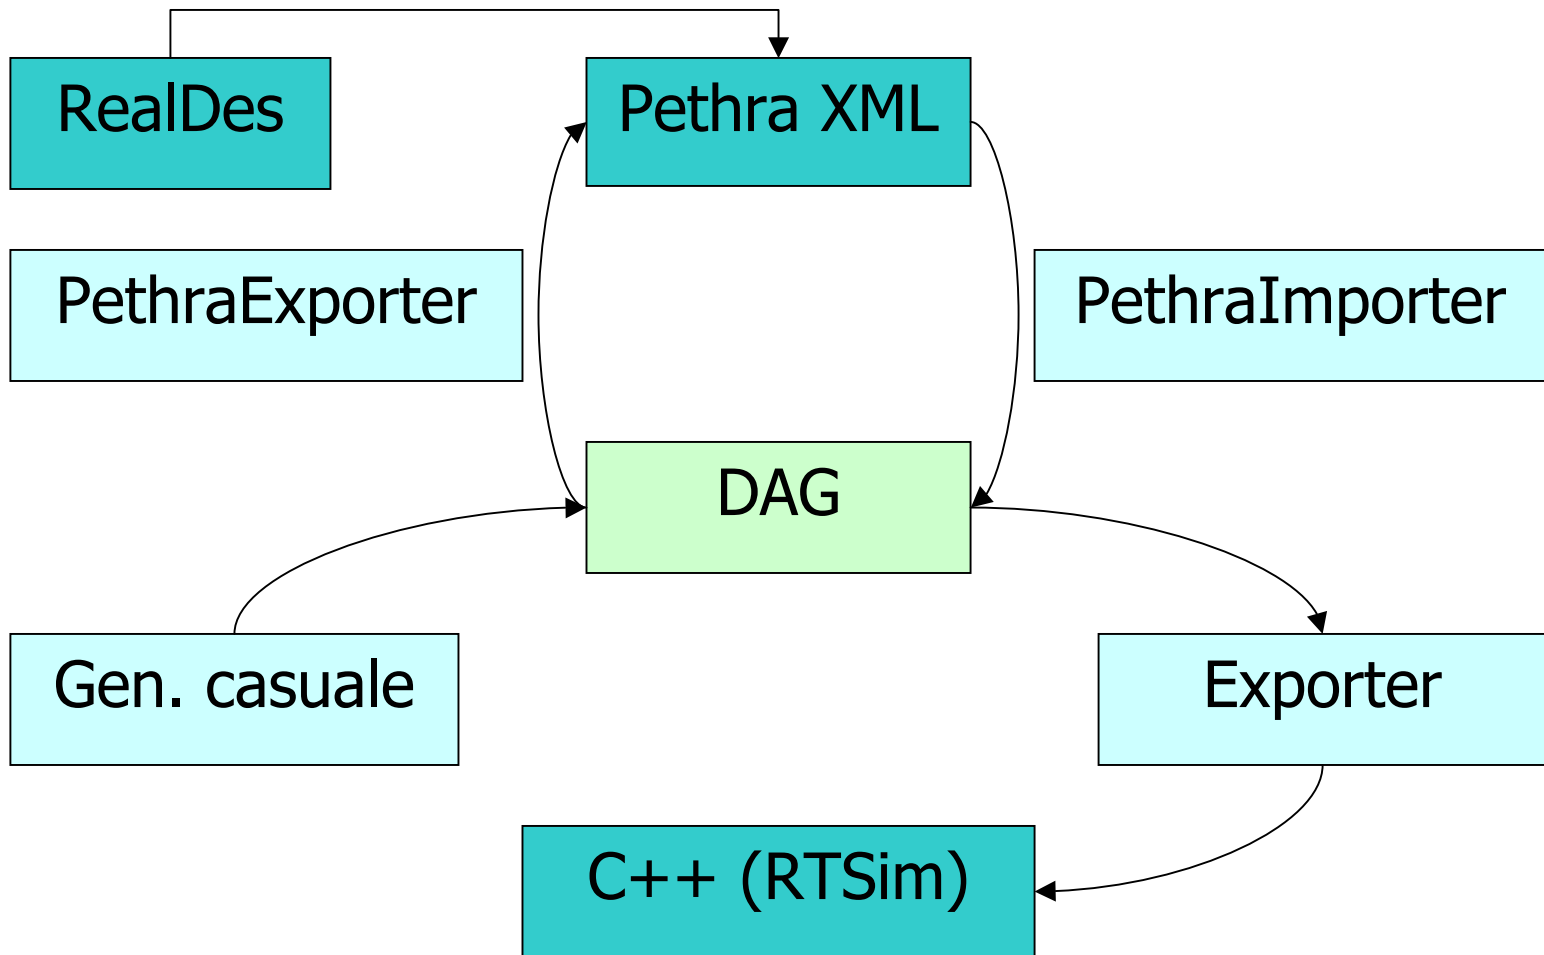 RealDes
Pethra XML
PethraExporter
PethraImporter
DAG
Gen. casuale
Exporter
C++ (RTSim)